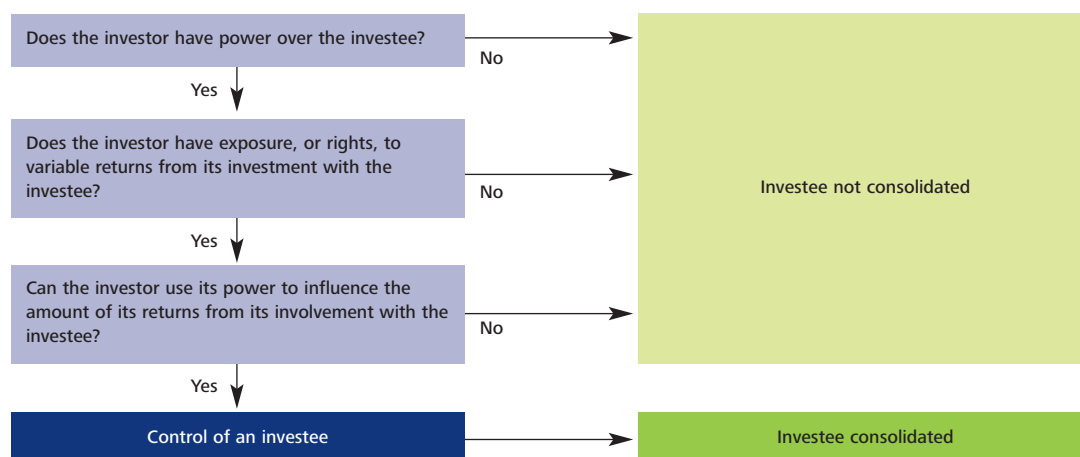 Does the investor have power over the investee?
No
Yes
Does the investor have exposure, or rights, to
variable returns from its investment with the
investee?
No
Investee not consolidated
Yes
Can the investor use its power to influence the
amount of its returns from its involvement with the
investee?
No
Yes
Control of an investee
Investee consolidated